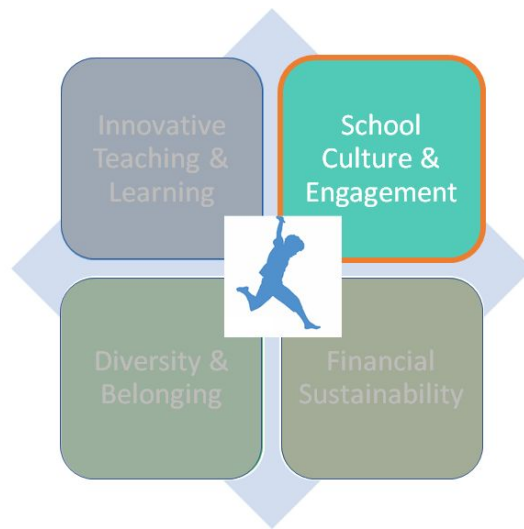 Innovative
Teaching &
Learning
School
Culture &
Engagement
Diversity &
Belonging
Financial
Sustainability